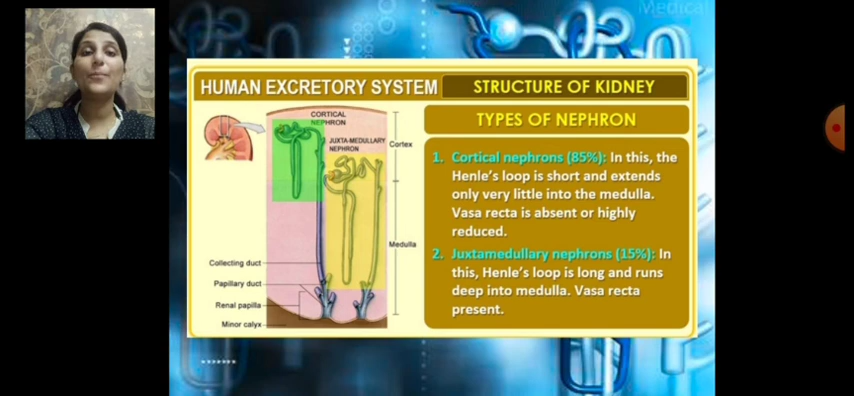 Medical
HUMAN EXCRETORY SYSTEM
STRUCTURE OF KIDNEY
CORTICAL
NEPHRON
JUXTA-MEDULLARY
NEPHRON
Cortex
Medulla
Collecting duct
Papillary duct
Renal papilla
Minor calyx
TYPES OF NEPHRON
1. Cortical nephrons (85%): In this, the
Henle's loop is short and extends
only very little into the medulla.
Vasa recta is absent or highly
reduced.
2. Juxtamedullary nephrons (15%): In
this, Henle's loop is long and runs
deep into medulla. Vasa recta
present.